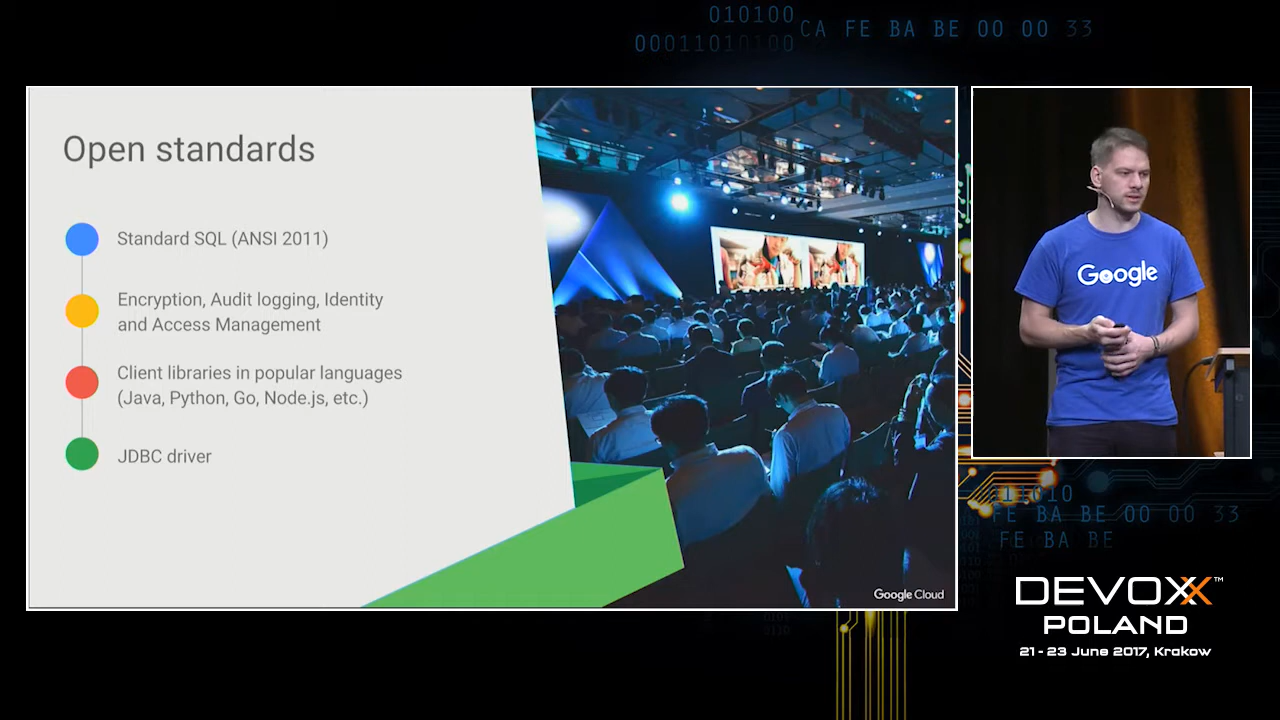 010100
00011010100
CA FE BA BE 00 00 33
Open standards
Standard SQL (ANSI 2011)
Encryption, Audit logging, Identity
and Access Management
Client libraries in popular languages
(Java, Python, Go, Node.js, etc.)
JDBC driver
Google Cloud
Google
FE BA BE 00 00 33
FE BA BE
DEVOXX™
POLAND
21 - 23 June 2017, Krakow